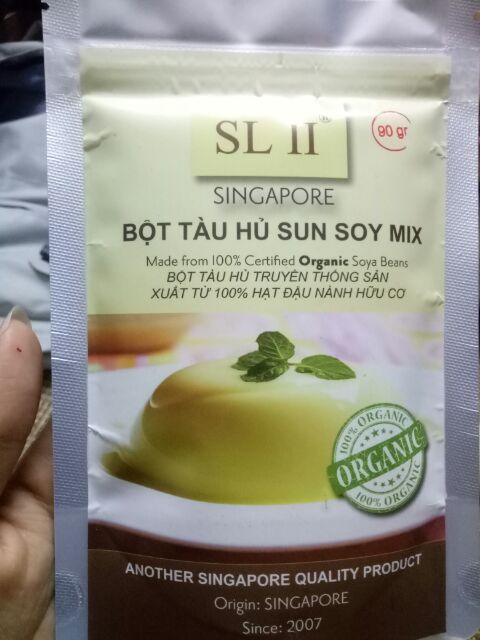 SL II®
90 gr
SINGAPORE
BỘT TÀU HỦ SUN SOY MIX
Made from 100% Certified Organic Soya Beans
BỘT TÀU HỦ TRUYỀN THỐNG SẢN
XUẤT TỪ 100% HẠT ĐẬU NÀNH HỮU CƠ
100% ORGANIC
ORGANIC
100% ORGANIC
ANOTHER SINGAPORE QUALITY PRODUCT
Origin: SINGAPORE
Since: 2007